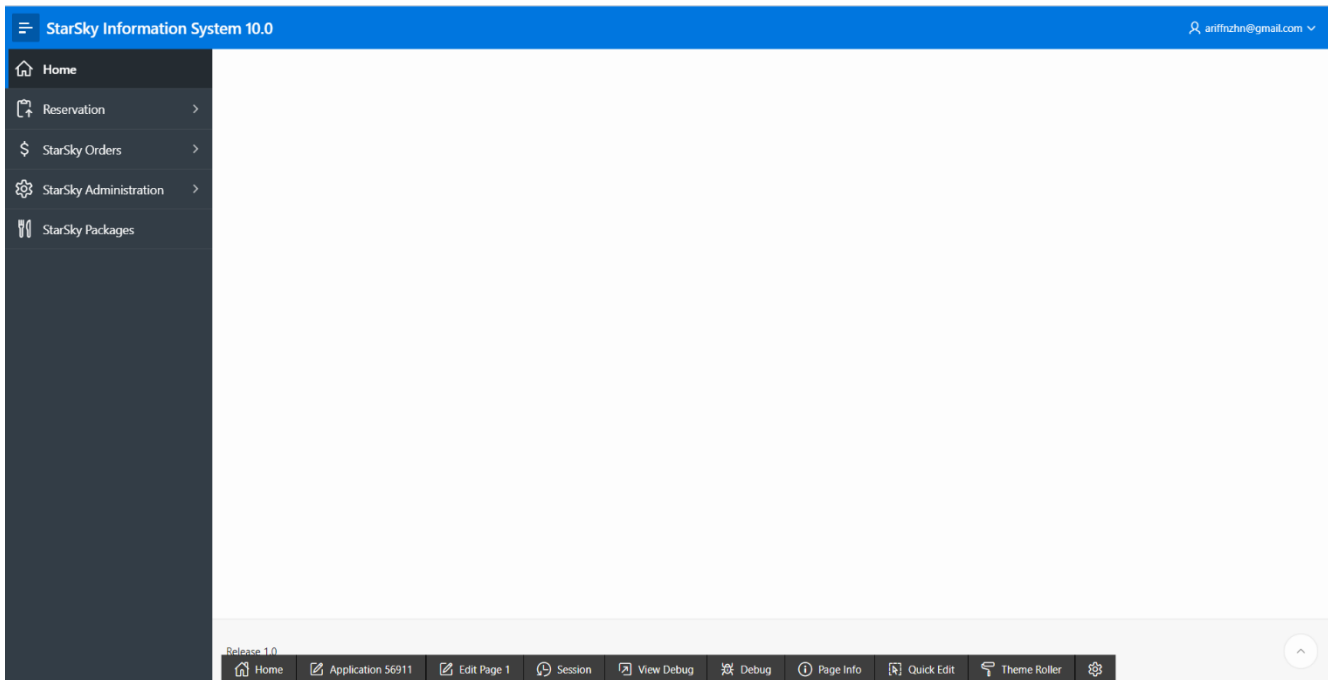 StarSky Information System 10.0
ariffnzhn@gmail.com
Home
Reservation
StarSky Orders
StarSky Administration
StarSky Packages
Release 1.0
Home Application 56911 Edit Page 1 Session View Debug Debug Page Info Quick Edit Theme Roller